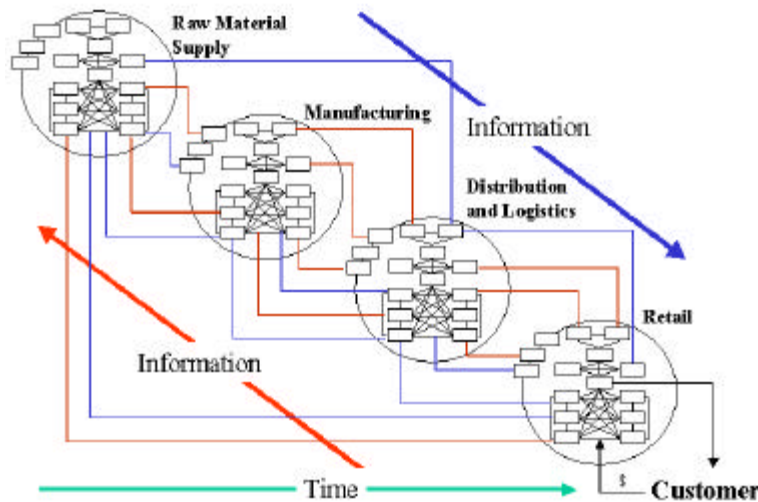 Raw Material
Supply
Manufacturing
Information
Distribution
and Logistics
Retail
Information
Time
$
Customer